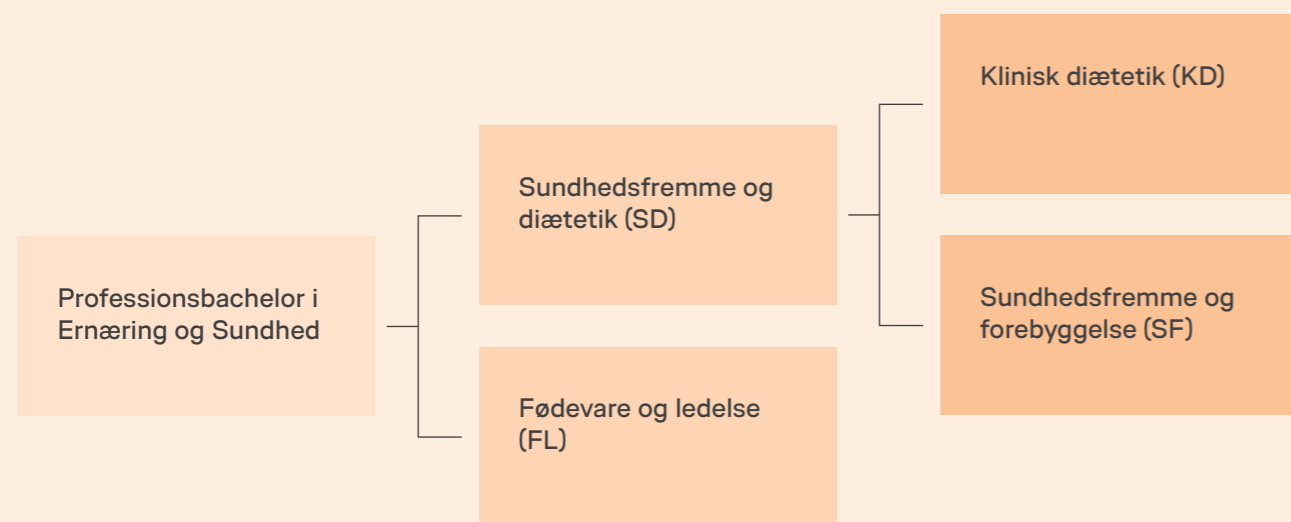 Professionsbachelor i
Ernæring og Sundhed
Sundhedsfremme og
diætetik (SD)
Fødevare og ledelse
(FL)
Klinisk diætetik (KD)
Sundhedsfremme og
forebyggelse (SF)